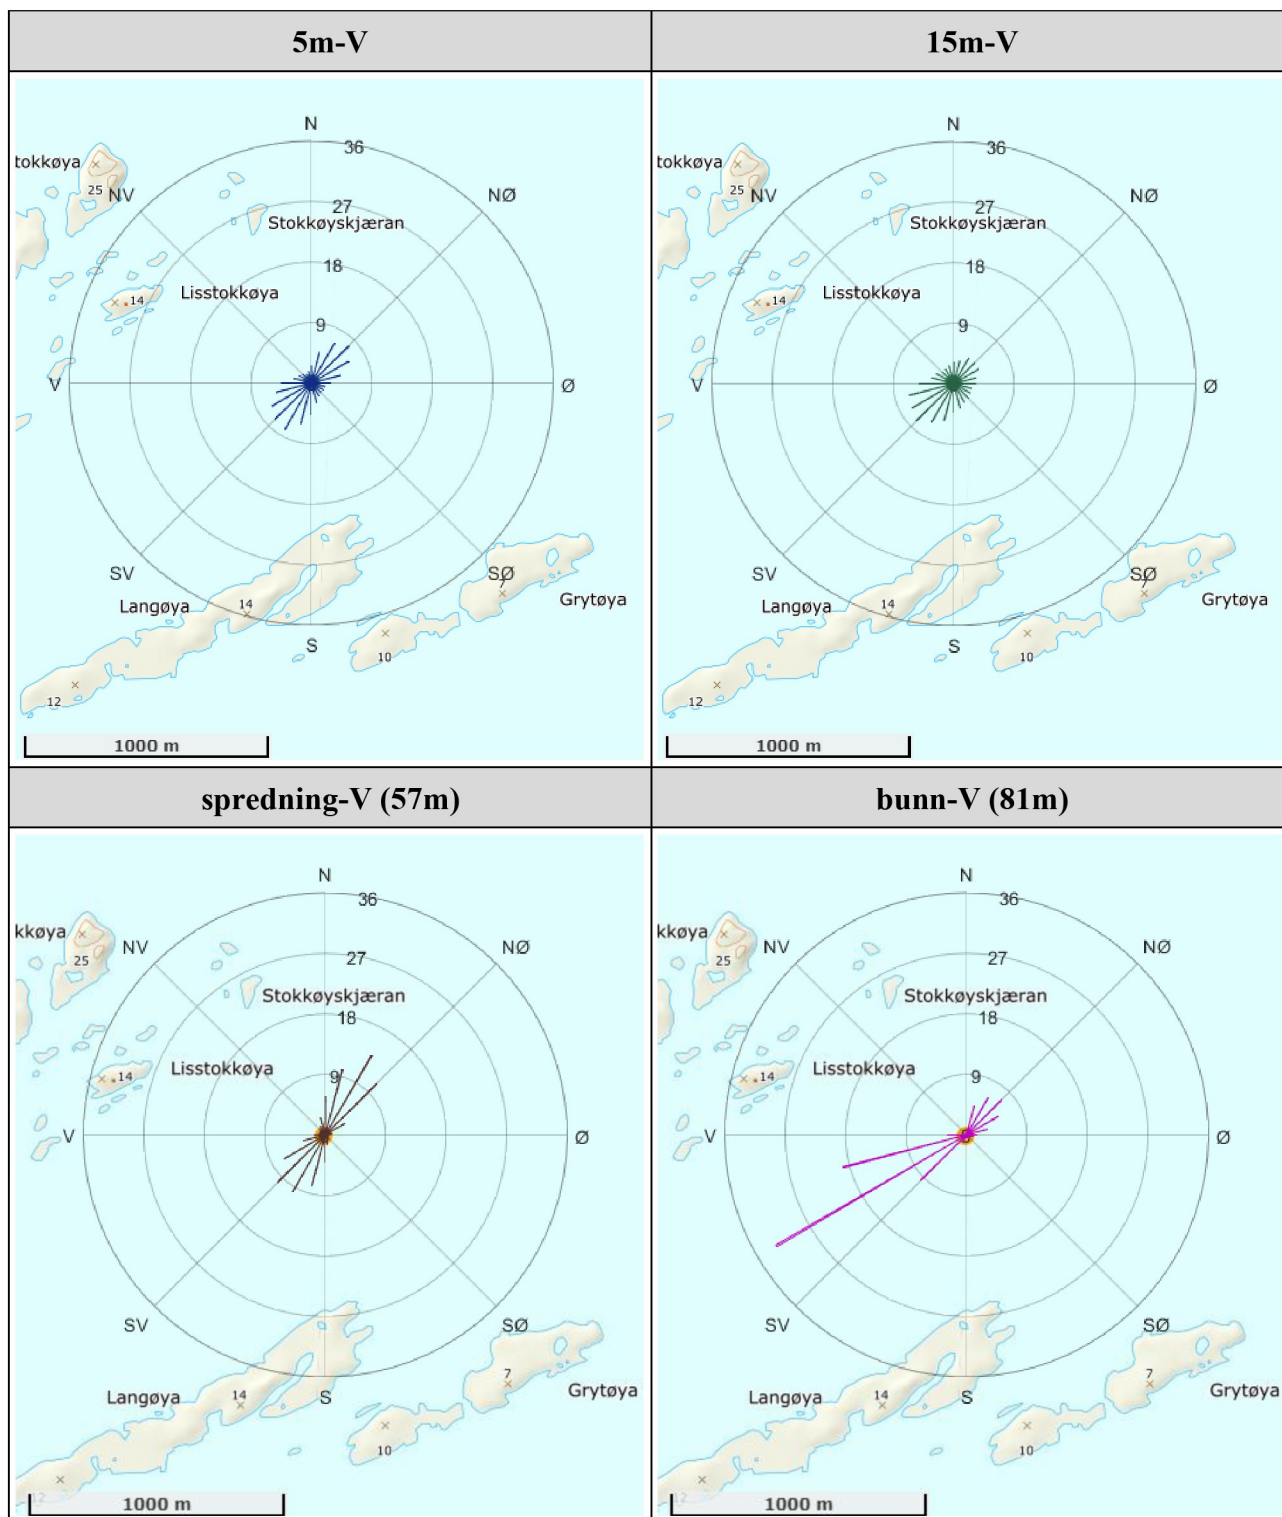 5m-V
15m-V
N
36
tokkøya
25
NV
NØ
27
Stokkøyskjæran
18
Lisstokkøya
14
9
V
Ø
SV
SØ
7
Langøya
14
Grytøya
S
10
12
1000 m
N
36
tokkøya
25
NV
NØ
27
Stokkøyskjæran
18
Lisstokkøya
14
9
V
Ø
SV
SØ
7
Langøya
14
Grytøya
S
10
12
1000 m
spredning-V (57m)
bunn-V (81m)
N
36
kkøya
25
NV
NØ
27
Stokkøyskjæran
18
Lisstokkøya
14
9
V
Ø
SV
SØ
7
Langøya
14
Grytøya
S
10
12
1000 m
N
36
kkøya
25
NV
NØ
27
Stokkøyskjæran
18
Lisstokkøya
14
9
V
Ø
SV
SØ
7
Langøya
14
Grytøya
S
10
12
1000 m